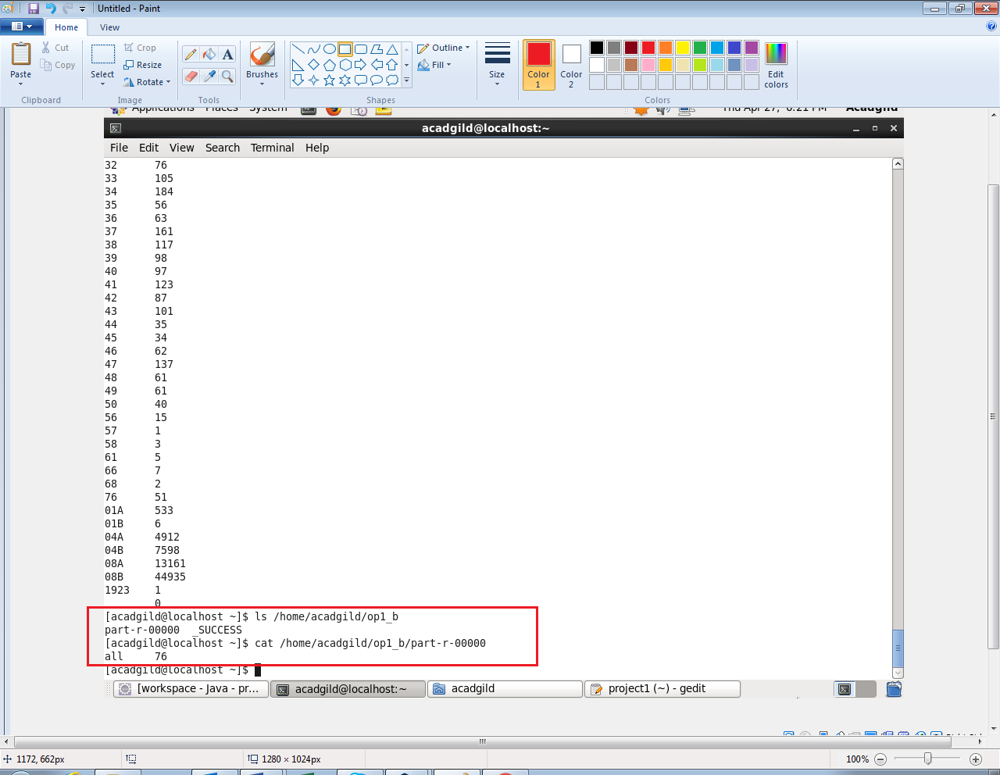 Untitled - Paint
Home View
Paste Cut Copy Clipboard
Select Crop Resize Rotate Image
Tools
Brushes
Outline Fill Shapes
Size
Color 1 Color 2 Edit colors Colors
Applications Places System Thu Apr 27, 6:21 PM Acadgild
acadgild@localhost:~
File Edit View Search Terminal Help
32 76
33 105
34 184
35 56
36 63
37 161
38 117
39 98
40 97
41 123
42 87
43 101
44 35
45 34
46 62
47 137
48 61
49 61
50 40
56 15
57 1
58 3
61 5
66 7
68 2
76 51
01A 533
01B 6
04A 4912
04B 7598
08A 13161
08B 44935
1923 1
0
[acadgild@localhost ~]$ ls /home/acadgild/op1_b
part-r-00000 _SUCCESS
[acadgild@localhost ~]$ cat /home/acadgild/op1_b/part-r-00000
all 76
[acadgild@localhost ~]$
[workspace - Java - pr... acadgild@localhost:~ acadgild project1 (~) - gedit
1172, 662px 1280 × 1024px 100%